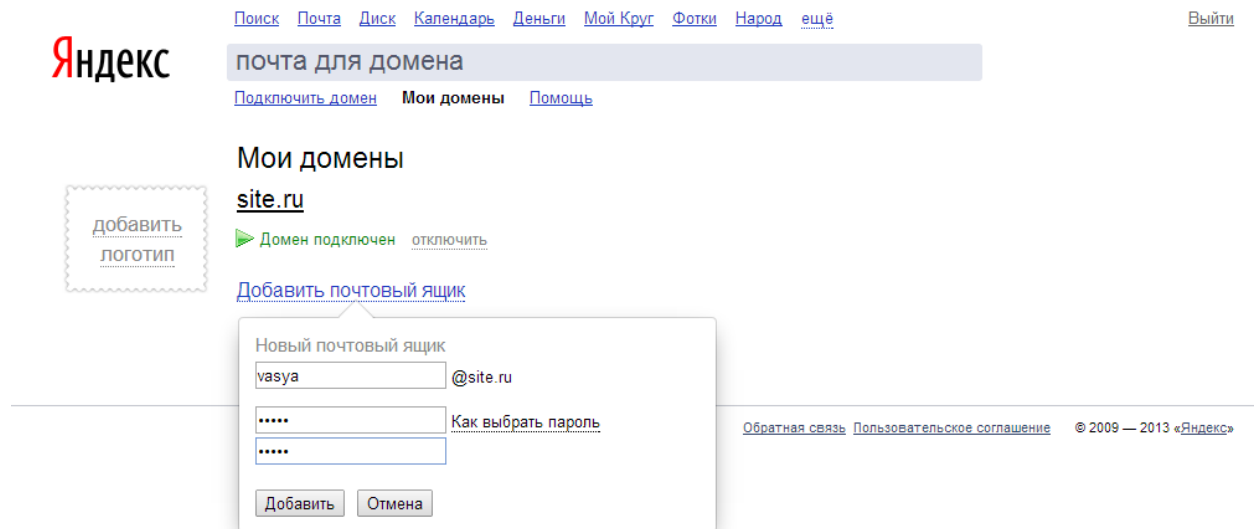 Поиск Почта Диск Календарь Деньги Мой Круг Фотки Народ ещё Выйти
Яндекс
почта для домена
Подключить домен Мои домены Помощь
Мои домены
site.ru
добавить
логотип
Домен подключен отключить
Добавить почтовый ящик
Новый почтовый ящик
vasya @site.ru
••••• Как выбрать пароль
•••••
Обратная связь Пользовательское соглашение © 2009 — 2013 «Яндекс»
Добавить Отмена